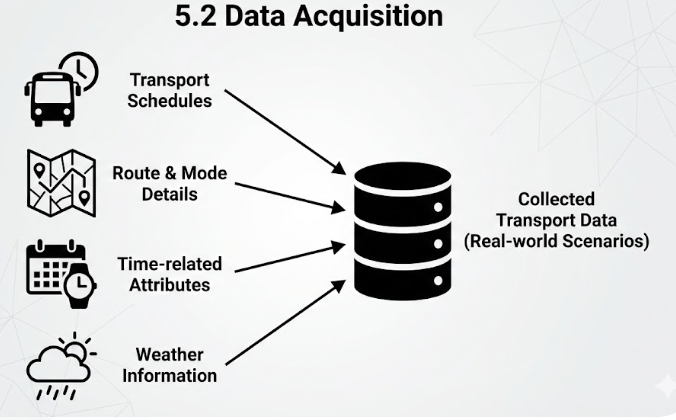 5.2 Data Acquisition
Transport
Schedules
Route & Mode
Details
Time-related
Attributes
Weather
Information
Collected
Transport Data
(Real-world Scenarios)